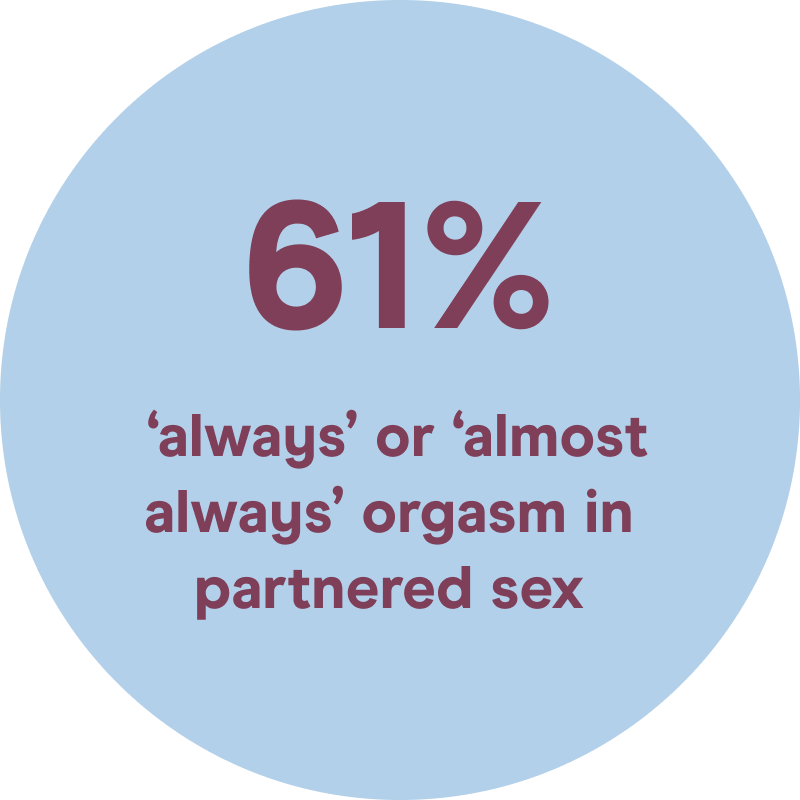 61%
‘always’ or ‘almost
always’ orgasm in
partnered sex